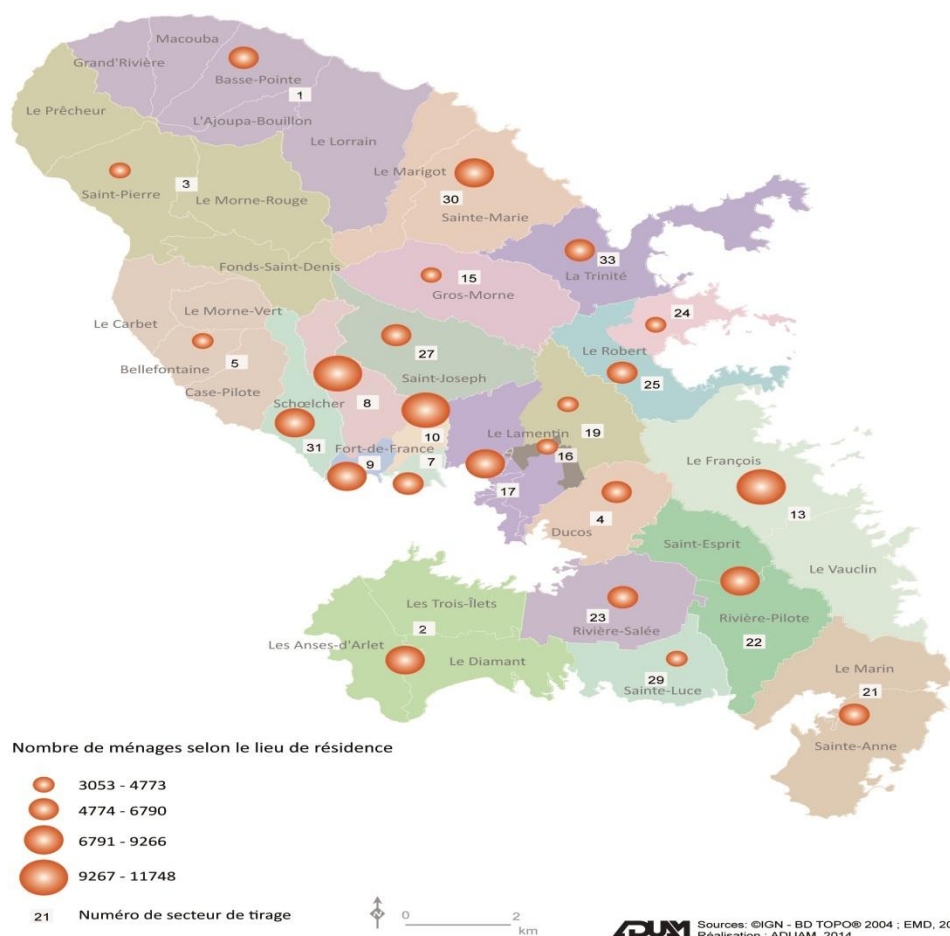 Macouba
Grand'Rivière
Basse-Pointe
1
Le Prêcheur
L'Ajoupa-Bouillon
Le Lorrain
Le Marigot
3
Saint-Pierre
Le Morne-Rouge
30
Sainte-Marie
33
La Trinité
Fonds-Saint-Denis
15
Gros-Morne
24
Le Morne-Vert
Le Carbet
27
Le Robert
Bellefontaine
5
Saint-Joseph
25
Case-Pilote
Schœlcher
8
10
Le Lamentin
19
31
Fort-de-France
16
9
7
Le François
17
4
13
Ducos
Saint-Esprit
Le Vauclin
Les Trois-Îlets
23
Rivière-Salée
Rivière-Pilote
2
22
Les Anses-d'Arlet
Le Diamant
29
Sainte-Luce
Le Marin
21
Sainte-Anne
Nombre de ménages selon le lieu de résidence
3053 - 4773
4774 - 6790
6791 - 9266
9267 - 11748
21 Numéro de secteur de tirage
0 2
km
ADUAM
Sources: ©IGN - BD TOPO® 2004 ; EMD, 20
Réalisation : ADUAM, 2014